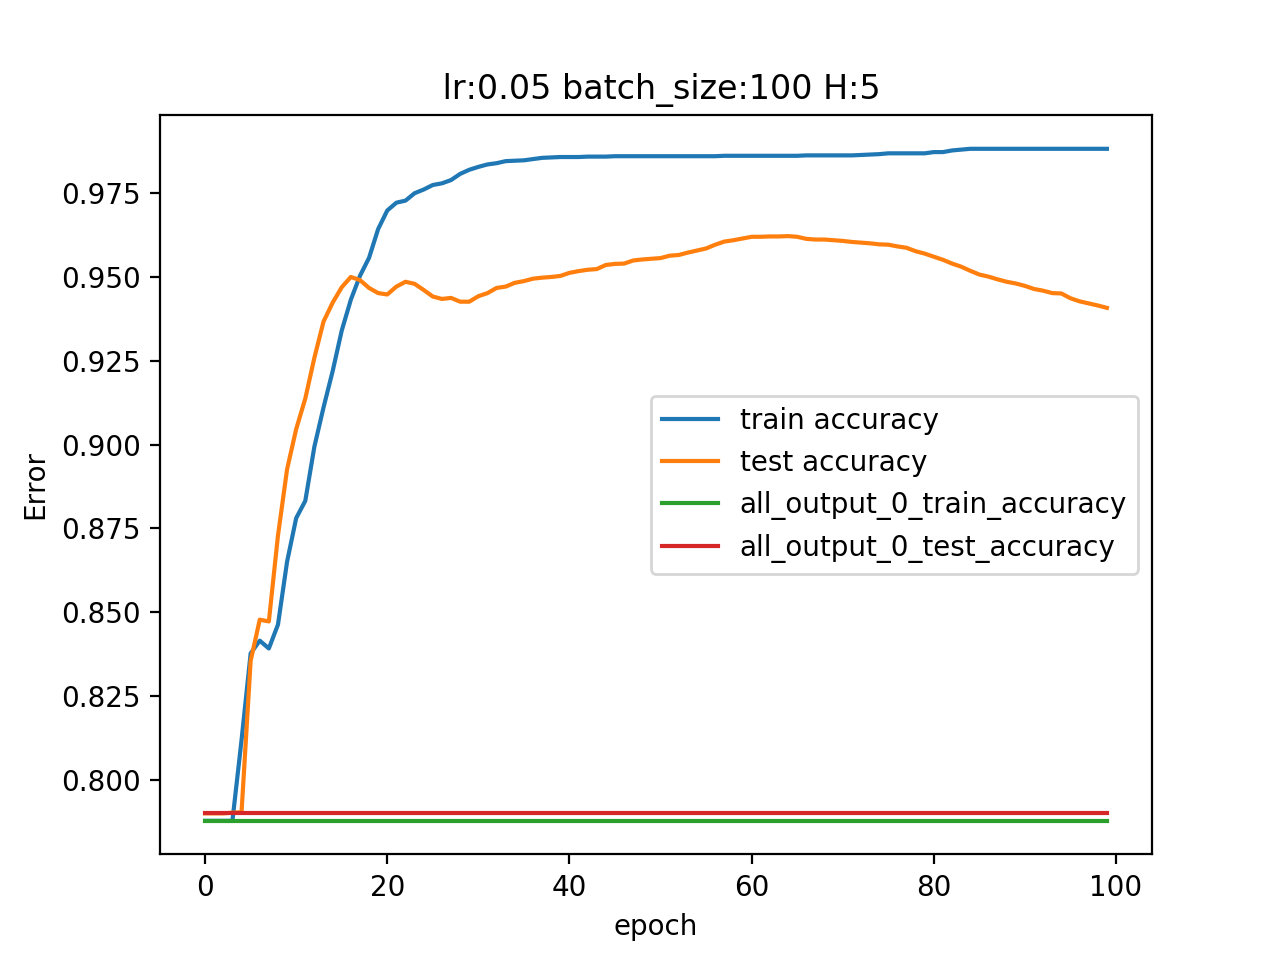 lr:0.05 batch_size:100 H:5
0.975
0.950
0.925
0.900
0.875
0.850
0.825
0.800
Error
train accuracy
test accuracy
all_output_0_train_accuracy
all_output_0_test_accuracy
0 20 40 60 80 100
epoch